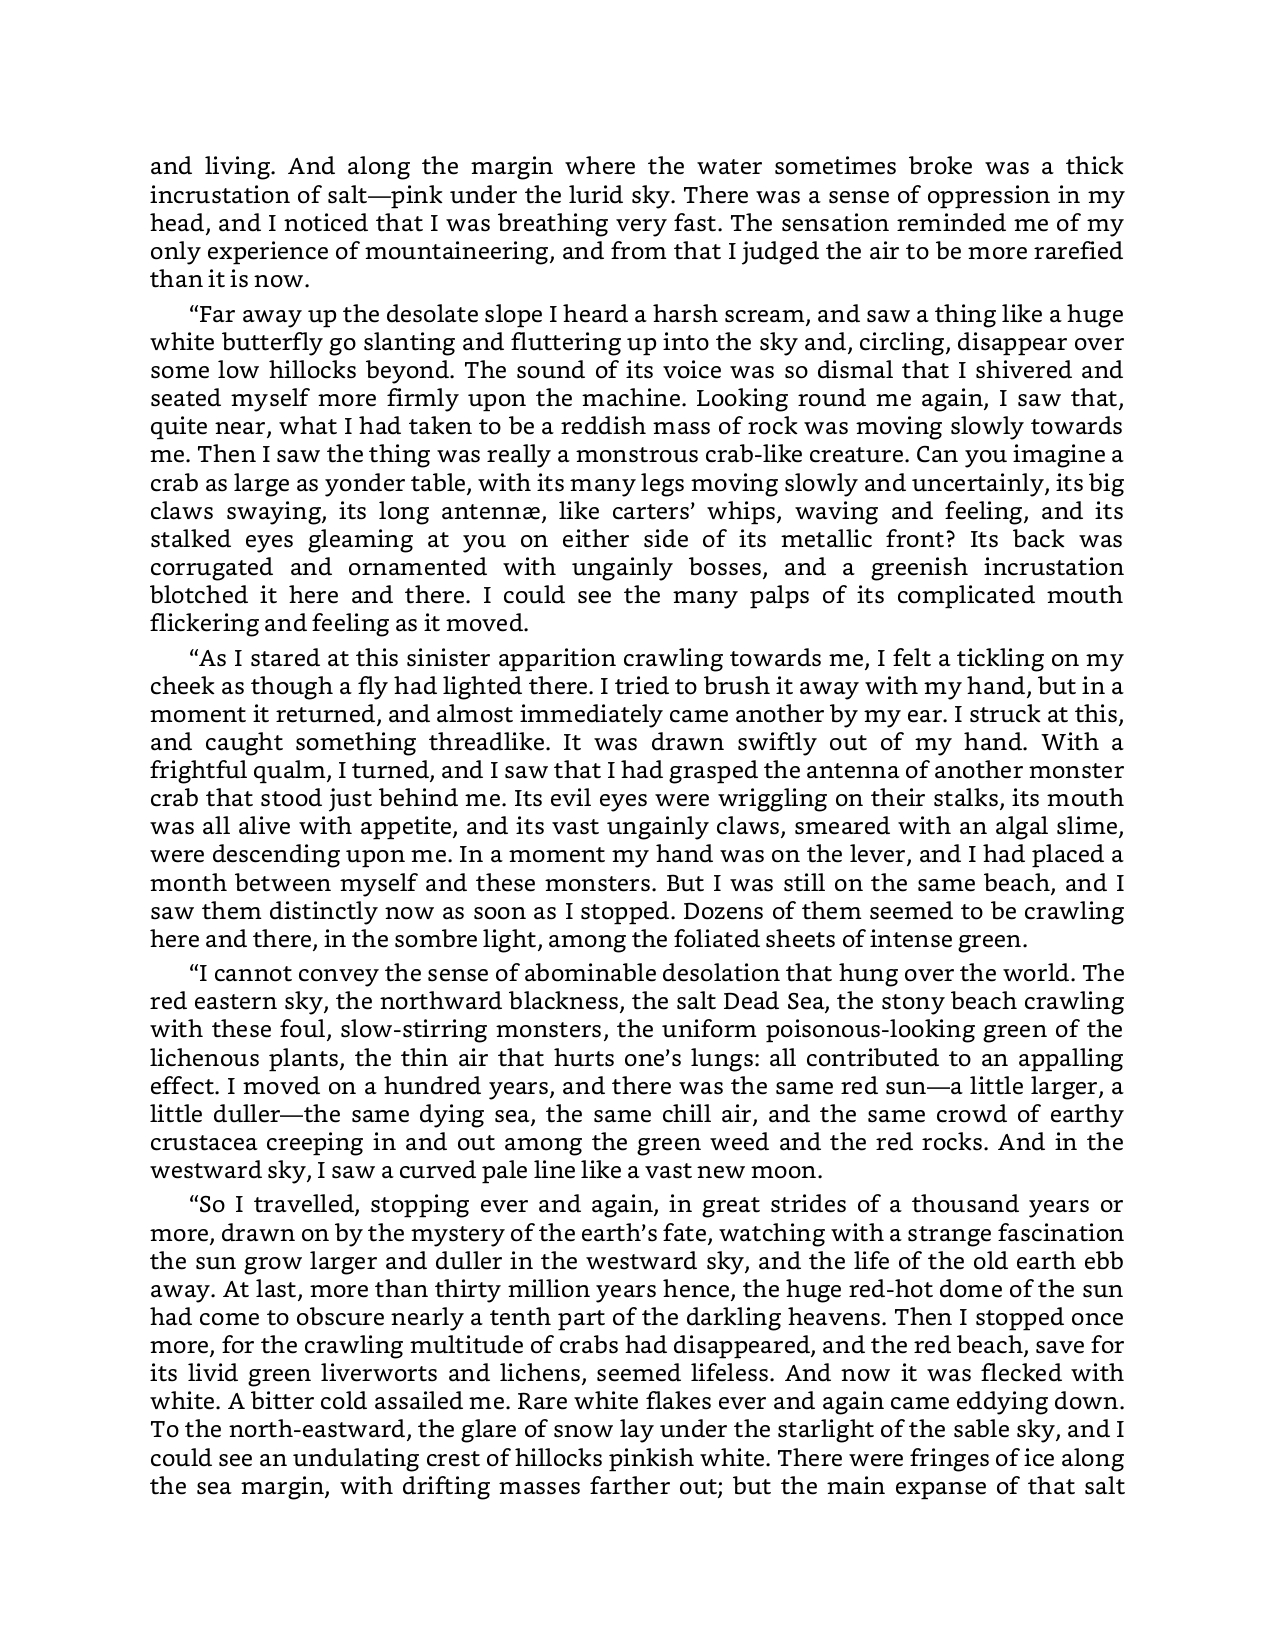 and living. And along the margin where the water sometimes broke was a thick
incrustation of salt—pink under the lurid sky. There was a sense of oppression in my
head, and I noticed that I was breathing very fast. The sensation reminded me of my
only experience of mountaineering, and from that I judged the air to be more rarefied
than it is now.
“Far away up the desolate slope I heard a harsh scream, and saw a thing like a huge
white butterfly go slanting and fluttering up into the sky and, circling, disappear over
some low hillocks beyond. The sound of its voice was so dismal that I shivered and
seated myself more firmly upon the machine. Looking round me again, I saw that,
quite near, what I had taken to be a reddish mass of rock was moving slowly towards
me. Then I saw the thing was really a monstrous crab-like creature. Can you imagine a
crab as large as yonder table, with its many legs moving slowly and uncertainly, its big
claws swaying, its long antennæ, like carters’ whips, waving and feeling, and its
stalked eyes gleaming at you on either side of its metallic front? Its back was
corrugated and ornamented with ungainly bosses, and a greenish incrustation
blotched it here and there. I could see the many palps of its complicated mouth
flickering and feeling as it moved.
“As I stared at this sinister apparition crawling towards me, I felt a tickling on my
cheek as though a fly had lighted there. I tried to brush it away with my hand, but in a
moment it returned, and almost immediately came another by my ear. I struck at this,
and caught something threadlike. It was drawn swiftly out of my hand. With a
frightful qualm, I turned, and I saw that I had grasped the antenna of another monster
crab that stood just behind me. Its evil eyes were wriggling on their stalks, its mouth
was all alive with appetite, and its vast ungainly claws, smeared with an algal slime,
were descending upon me. In a moment my hand was on the lever, and I had placed a
month between myself and these monsters. But I was still on the same beach, and I
saw them distinctly now as soon as I stopped. Dozens of them seemed to be crawling
here and there, in the sombre light, among the foliated sheets of intense green.
“I cannot convey the sense of abominable desolation that hung over the world. The
red eastern sky, the northward blackness, the salt Dead Sea, the stony beach crawling
with these foul, slow-stirring monsters, the uniform poisonous-looking green of the
lichenous plants, the thin air that hurts one’s lungs: all contributed to an appalling
effect. I moved on a hundred years, and there was the same red sun—a little larger, a
little duller—the same dying sea, the same chill air, and the same crowd of earthy
crustacea creeping in and out among the green weed and the red rocks. And in the
westward sky, I saw a curved pale line like a vast new moon.
“So I travelled, stopping ever and again, in great strides of a thousand years or
more, drawn on by the mystery of the earth’s fate, watching with a strange fascination
the sun grow larger and duller in the westward sky, and the life of the old earth ebb
away. At last, more than thirty million years hence, the huge red-hot dome of the sun
had come to obscure nearly a tenth part of the darkling heavens. Then I stopped once
more, for the crawling multitude of crabs had disappeared, and the red beach, save for
its livid green liverworts and lichens, seemed lifeless. And now it was flecked with
white. A bitter cold assailed me. Rare white flakes ever and again came eddying down.
To the north-eastward, the glare of snow lay under the starlight of the sable sky, and I
could see an undulating crest of hillocks pinkish white. There were fringes of ice along
the sea margin, with drifting masses farther out; but the main expanse of that salt